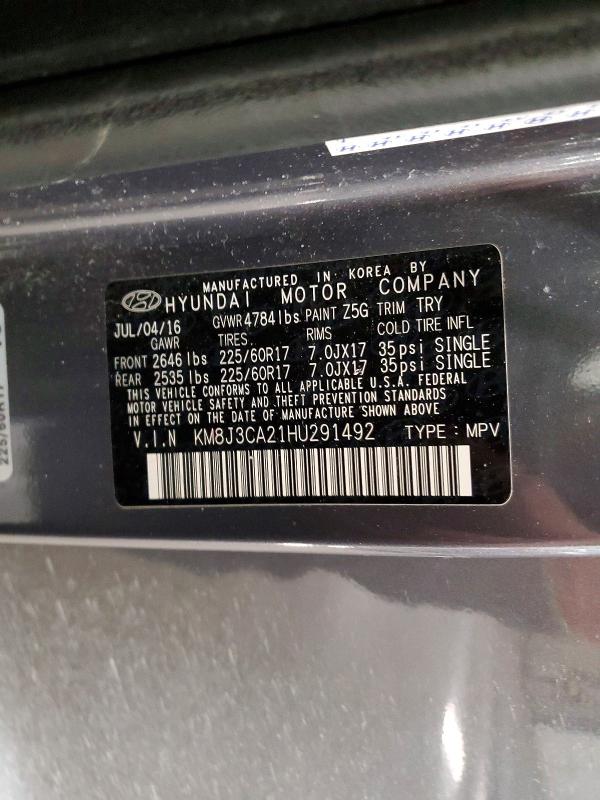 MANUFACTURED IN KOREA BY
HYUNDAI MOTOR COMPANY
JUL/04/16 GVWR 4784 lbs PAINT Z5G TRIM TRY
GAWR TIRES RIMS COLD TIRE INFL
FRONT 2646 lbs 225/60R17 7.0JX17 35psi SINGLE
REAR 2535 lbs 225/60R17 7.0JX17 35psi SINGLE
THIS VEHICLE CONFORMS TO ALL APPLICABLE U.S.A. FEDERAL
MOTOR VEHICLE SAFETY AND THEFT PREVENTION STANDARDS
IN EFFECT ON THE DATE OF MANUFACTURE SHOWN ABOVE
V.I.N KM8J3CA21HU291492 TYPE : MPV
225/60R17